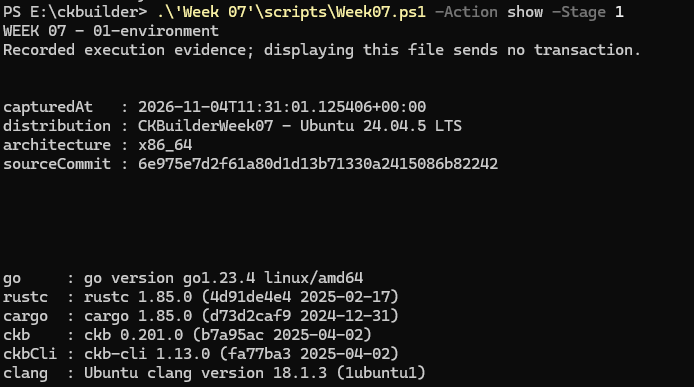 PS E:\ckbuilder> .\'Week 07'\scripts\Week07.ps1 -Action show -Stage 1
WEEK 07 - 01-environment
Recorded execution evidence; displaying this file sends no transaction.
capturedAt   : 2026-11-04T11:31:01.125406+00:00
distribution : CKBuilderWeek07 - Ubuntu 24.04.5 LTS
architecture : x86_64
sourceCommit : 6e975e7d2f61a80d1d13b71330a2415086b82242
go     : go version go1.23.4 linux/amd64
rustc  : rustc 1.85.0 (4d91de4e4 2025-02-17)
cargo  : cargo 1.85.0 (d73d2caf9 2024-12-31)
ckb    : ckb 0.201.0 (b7a95ac 2025-04-02)
ckbCli : ckb-cli 1.13.0 (fa77ba3 2025-04-02)
clang  : Ubuntu clang version 18.1.3 (1ubuntu1)